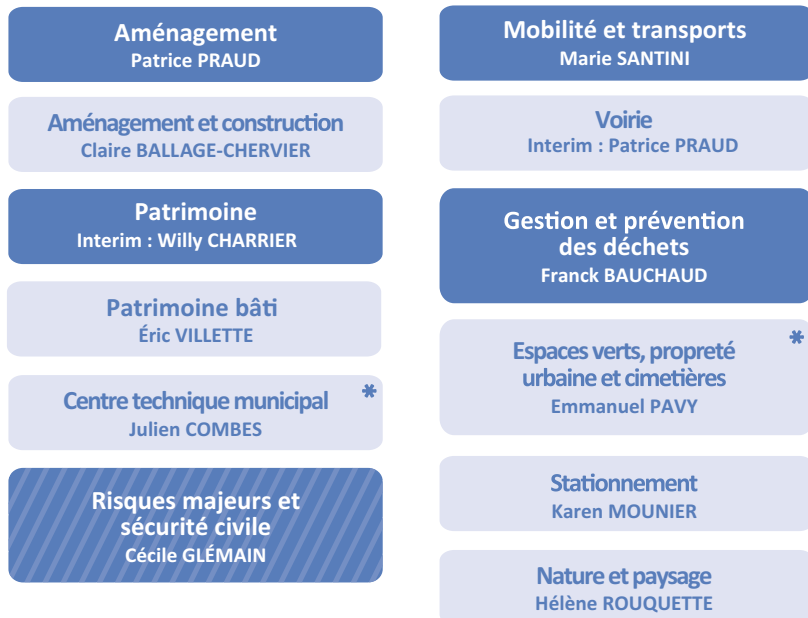 Aménagement
Patrice PRAUD
Aménagement et construction
Claire BALLAGE-CHERVIER
Patrimoine
Interim : Willy CHARRIER
Patrimoine bâti
Éric VILLETTE
Centre technique municipal *
Julien COMBES
Risques majeurs et
sécurité civile
Cécile GLÉMAIN
Mobilité et transports
Marie SANTINI
Voirie
Interim : Patrice PRAUD
Gestion et prévention
des déchets
Franck BAUCHAUD
Espaces verts, propreté *
urbaine et cimetières
Emmanuel PAVY
Stationnement
Karen MOUNIER
Nature et paysage
Hélène ROUQUETTE